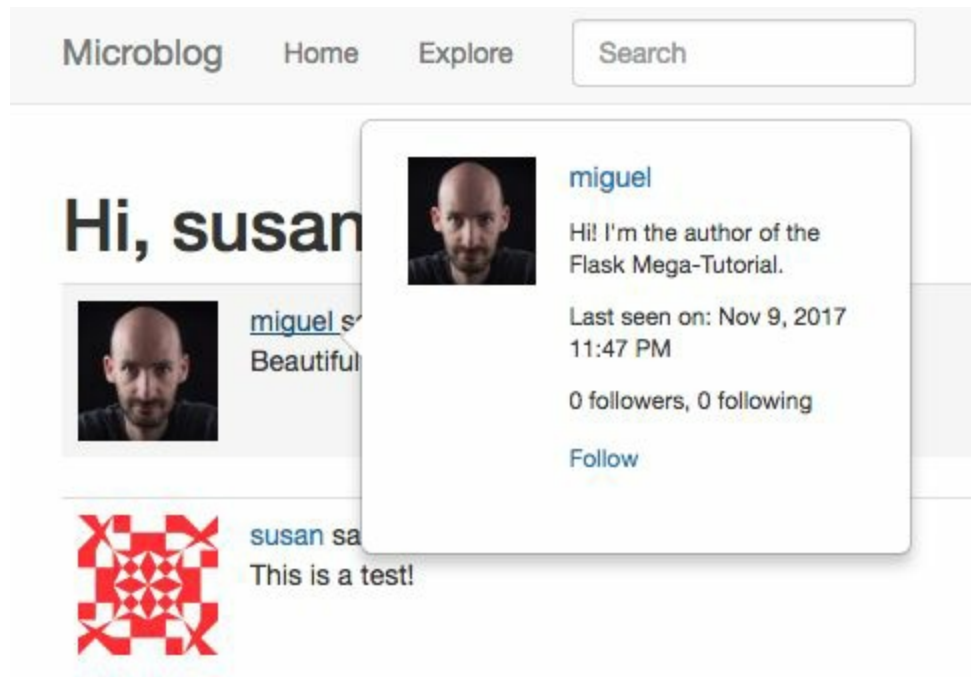 Microblog Home Explore Search
Hi, susan
miguel
Beautiful
miguel
Hi! I'm the author of the
Flask Mega-Tutorial.
Last seen on: Nov 9, 2017
11:47 PM
0 followers, 0 following
Follow
susan sa
This is a test!